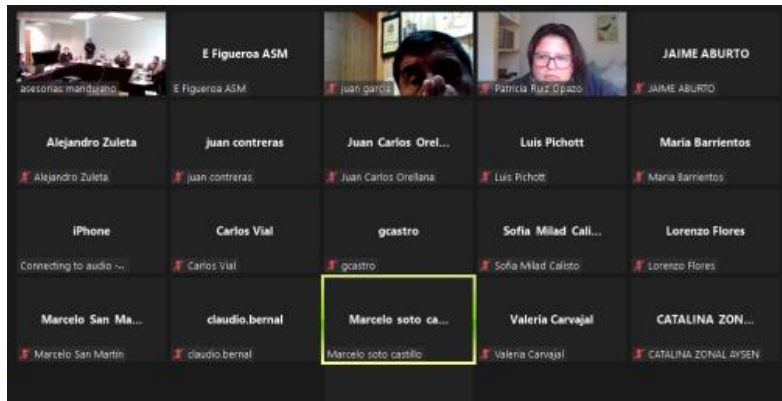 asesorias mandujano
E Figueroa ASM
E Figueroa ASM
juan garcia
Patricia Ruiz Opazo
JAIME ABURTO
JAIME ABURTO
Alejandro Zuleta
juan contreras
Juan Carlos Orel...
Luis Pichott
Maria Barrientos
Alejandro Zuleta
juan contreras
Juan Carlos Orellana
Luis Pichott
Maria Barrientos
iPhone
Carlos Vial
gcastro
Sofia Milad Cali...
Lorenzo Flores
Connecting to audio ·..
Carlos Vial
gcastro
Sofia Milad Calisto
Lorenzo Flores
Marcelo San Ma...
claudio.bernal
Marcelo soto ca...
Valeria Carvajal
CATALINA ZON...
Marcelo San Martin
claudio.bernal
Marcelo soto castillo
Valeria Carvajal
CATALINA ZONAL AYSEN